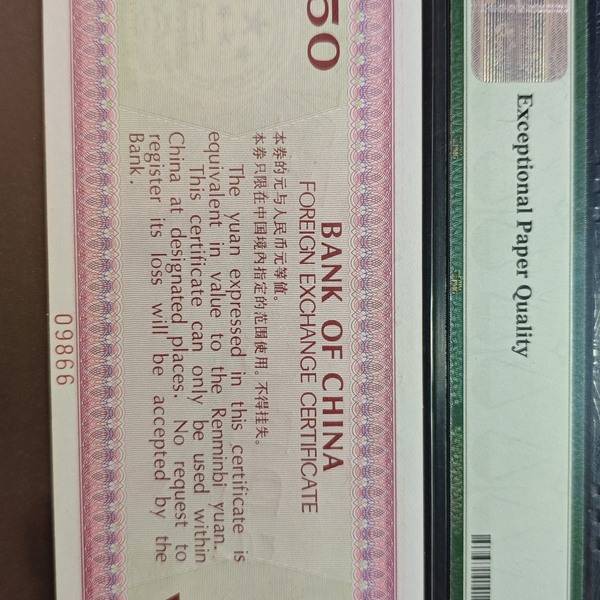 Exceptional Paper Quality
50
BANK OF CHINA
FOREIGN EXCHANGE CERTIFICATE
本券的元与人民币元等值。
本券只限在中国境内指定的范围使用。不得挂失。
The yuan expressed in this certificate is
equivalent in value to the Renminbi yuan.
This certificate can only be used within
China at designated places. No request to
register its loss will be accepted by the
Bank.
09866